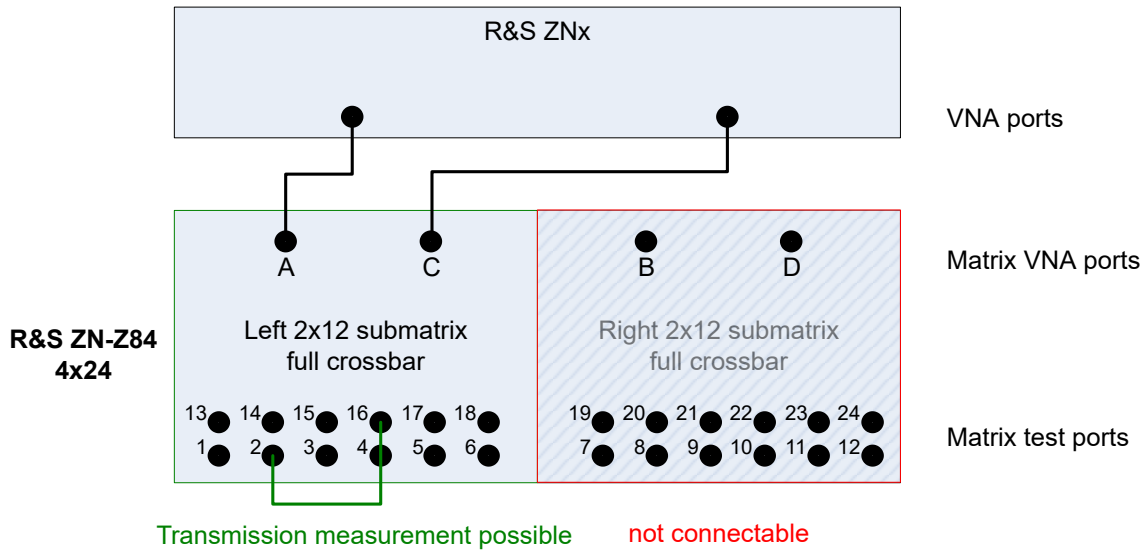 R&S ZNx
VNA ports
A C B D
Matrix VNA ports
R&S ZN-Z84
4x24
Left 2x12 submatrix
full crossbar
Right 2x12 submatrix
full crossbar
13 14 15 16 17 18 19 20 21 22 23 24
1 2 3 4 5 6 7 8 9 10 11 12
Matrix test ports
Transmission measurement possible not connectable